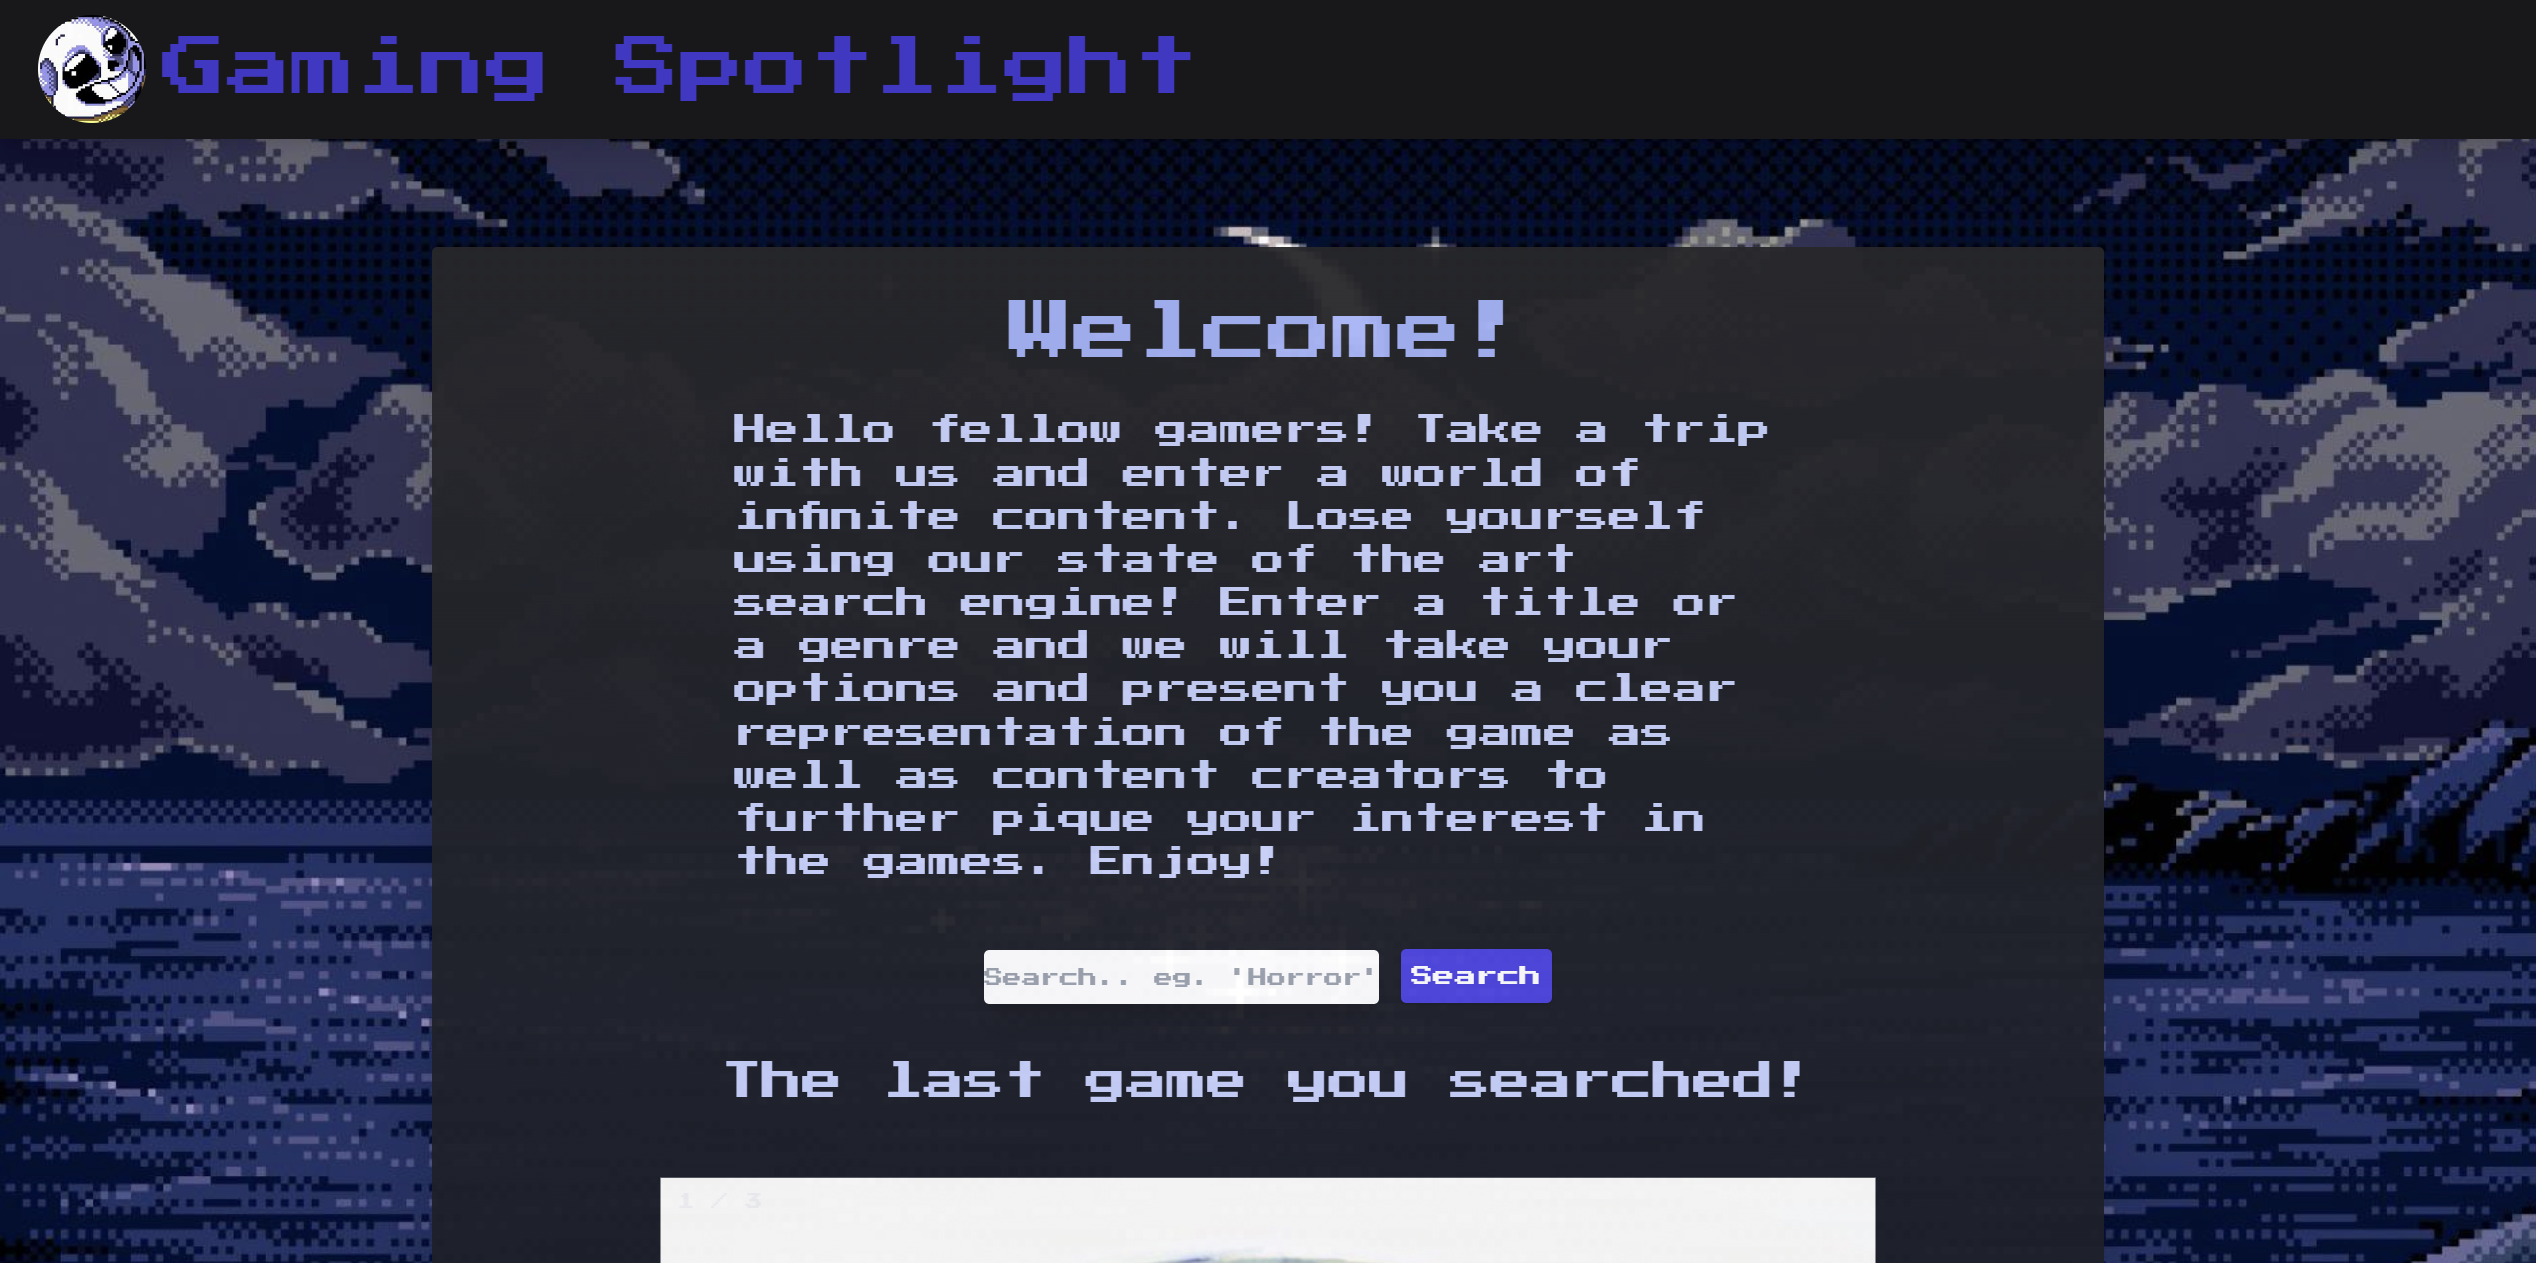 Gaming Spotlight
Welcome!
Hello fellow gamers! Take a trip
with us and enter a world of
infinite content. Lose yourself
using our state of the art
search engine! Enter a title or
a genre and we will take your
options and present you a clear
representation of the game as
well as content creators to
further pique your interest in
the games. Enjoy!
Search.. eg. 'Horror'
Search
The last game you searched!
1 / 3